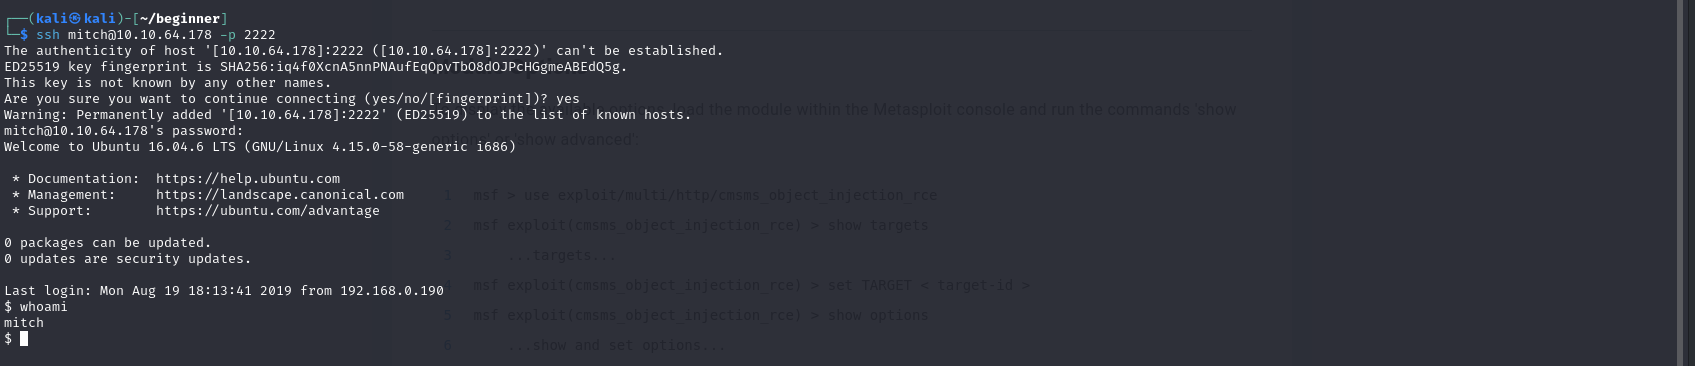 ┌──(kali㉿kali)-[~/beginner]
└─$ ssh mitch@10.10.64.178 -p 2222
The authenticity of host '[10.10.64.178]:2222 ([10.10.64.178]:2222)' can't be established.
ED25519 key fingerprint is SHA256:iq4f0XcnA5nnPNAufEqOpvTbO8dOJPcHGgmeABEdQ5g.
This key is not known by any other names.
Are you sure you want to continue connecting (yes/no/[fingerprint])? yes
Warning: Permanently added '[10.10.64.178]:2222' (ED25519) to the list of known hosts.
mitch@10.10.64.178's password:
Welcome to Ubuntu 16.04.6 LTS (GNU/Linux 4.15.0-58-generic i686)
* Documentation: https://help.ubuntu.com
* Management: https://landscape.canonical.com
* Support: https://ubuntu.com/advantage
0 packages can be updated.
0 updates are security updates.
Last login: Mon Aug 19 18:13:41 2019 from 192.168.0.190
$ whoami
mitch
$
options, load the module within the Metasploit console and run the commands 'show
options' or 'show advanced':
1 msf > use exploit/multi/http/cmsms_object_injection_rce
2 msf exploit(cmsms_object_injection_rce) > show targets
3 ...targets...
4 msf exploit(cmsms_object_injection_rce) > set TARGET < target-id >
5 msf exploit(cmsms_object_injection_rce) > show options
6 ...show and set options...